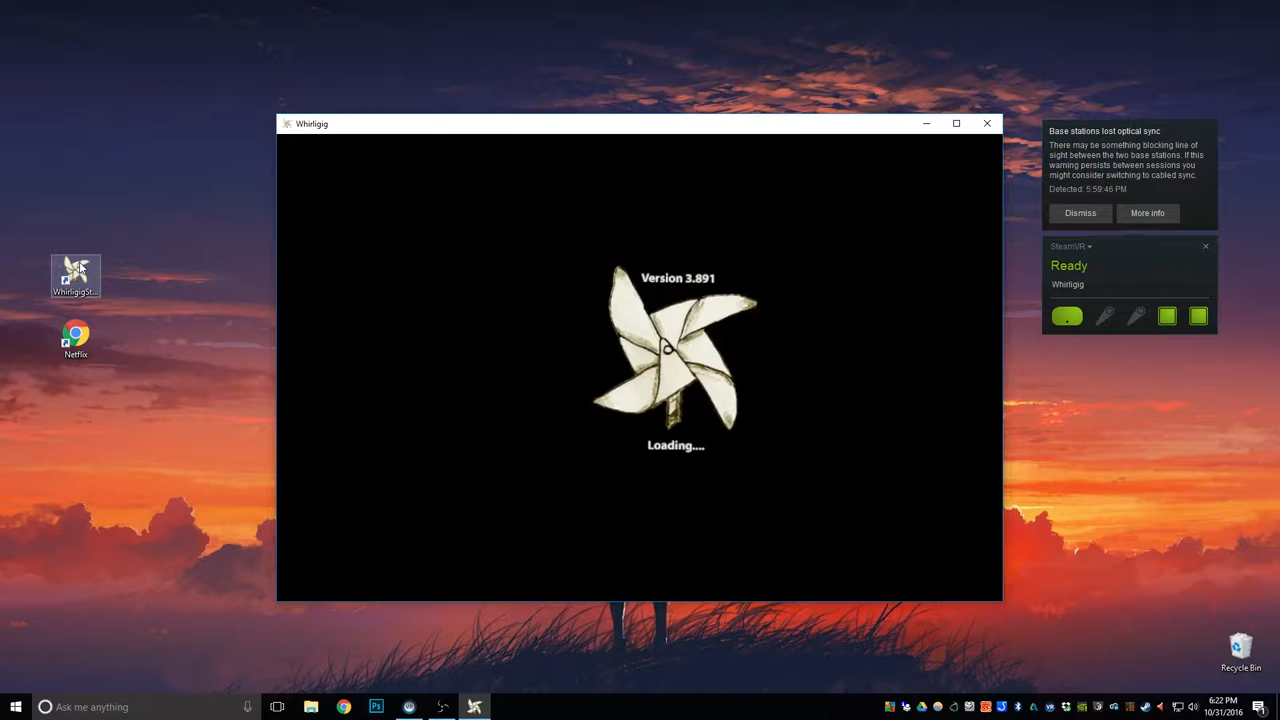 Whirligig
Version 3.891
Loading....
WhirligigSt...
Netflix
Base stations lost optical sync
There may be something blocking line of
sight between the two base stations. If this
warning persists between sessions you
might consider switching to cabled sync.
Detected: 5:59:46 PM
Dismiss
More info
SteamVR
Ready
Whirligig
Recycle Bin
Ask me anything
Ps
6:22 PM
10/31/2016